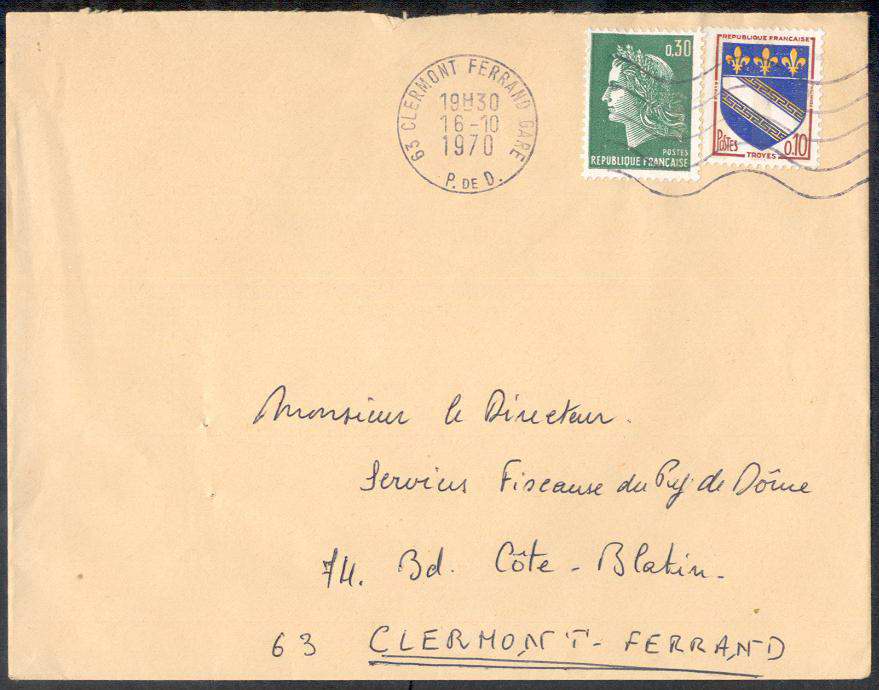 63 CLERMONT FERRAND GARE
19H30
16-10
1970
P. DE D.
0.30
POSTES
REPUBLIQUE FRANÇAISE
REPUBLIQUE FRANÇAISE
POSTES
0.10
TROYES
Monsieur le Directeur.
Services Fiscause du Puy de Dôme
74. Bd. Côte-Blatin.
63 CLERMONT-FERRAND